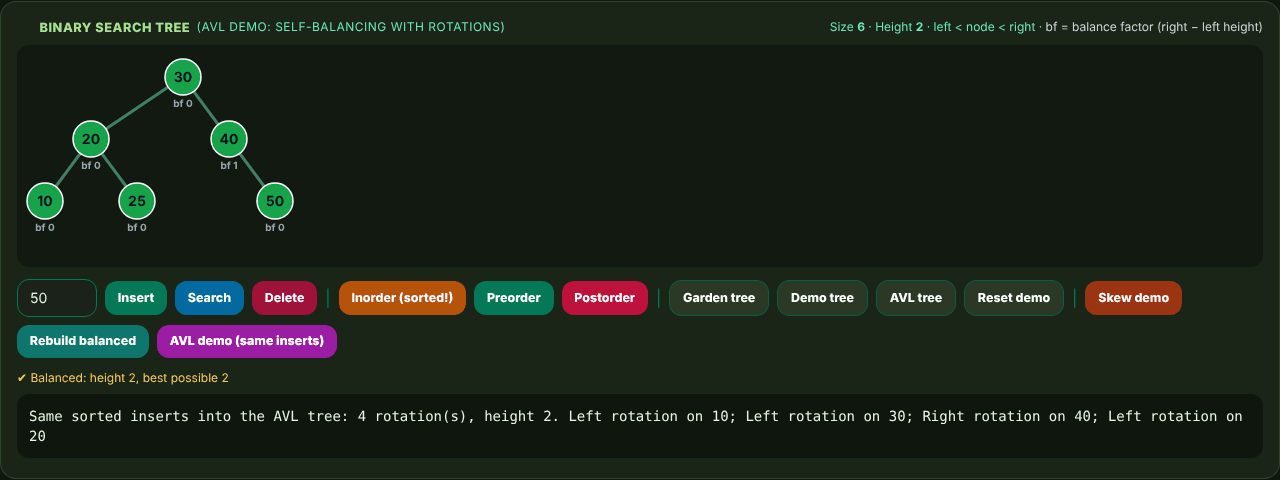 BINARY SEARCH TREE (AVL DEMO: SELF-BALANCING WITH ROTATIONS)
Size 6 · Height 2 · left < node < right · bf = balance factor (right − left height)
30
bf 0
20 40
bf 0 bf 1
10 25 50
bf 0 bf 0 bf 0
50 Insert Search Delete | Inorder (sorted!) Preorder Postorder | Garden tree Demo tree AVL tree Reset demo | Skew demo
Rebuild balanced AVL demo (same inserts)
✔ Balanced: height 2, best possible 2
Same sorted inserts into the AVL tree: 4 rotation(s), height 2. Left rotation on 10; Left rotation on 30; Right rotation on 40; Left rotation on
20